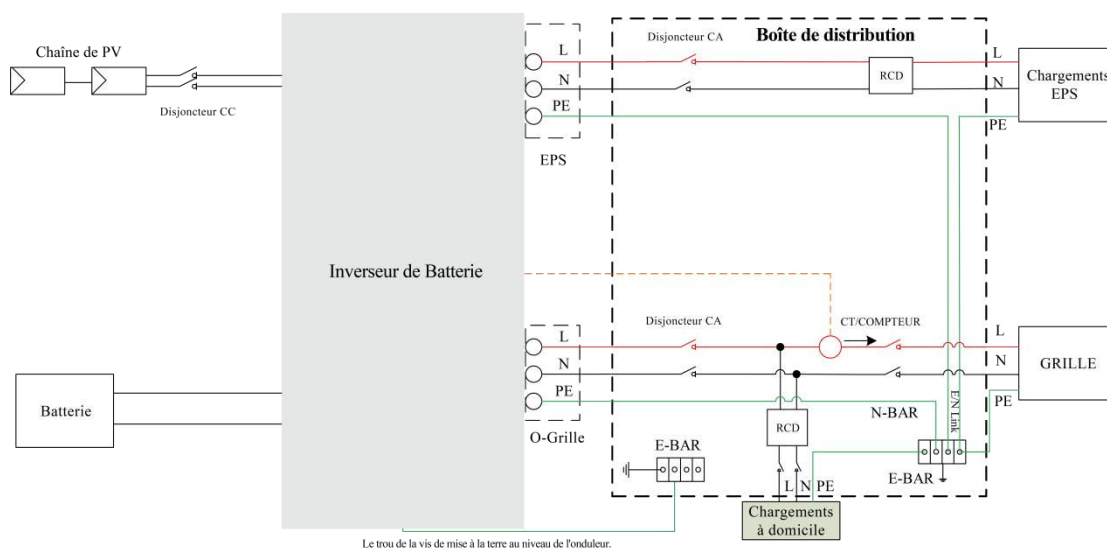 Boîte de distribution
Chaîne de PV
Disjoncteur CC
Disjoncteur CA
L
N
PE
EPS
RCD
L
N
PE
Chargements
EPS
Inverseur de Batterie
Batterie
Disjoncteur CA
CT/COMPTEUR
L
N
PE
O-Grille
L
N
PE
GRILLE
N-BAR
E/N Link
RCD
E-BAR
E-BAR
L N PE
Chargements
à domicile
Le trou de la vis de mise à la terre au niveau de l'onduleur.